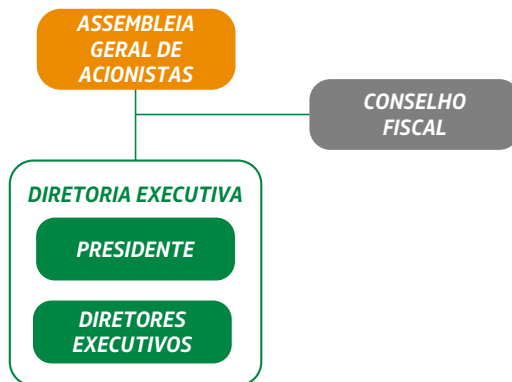 ASSEMBLEIA
GERAL DE
ACIONISTAS
CONSELHO
FISCAL
DIRETORIA EXECUTIVA
PRESIDENTE
DIRETORES
EXECUTIVOS